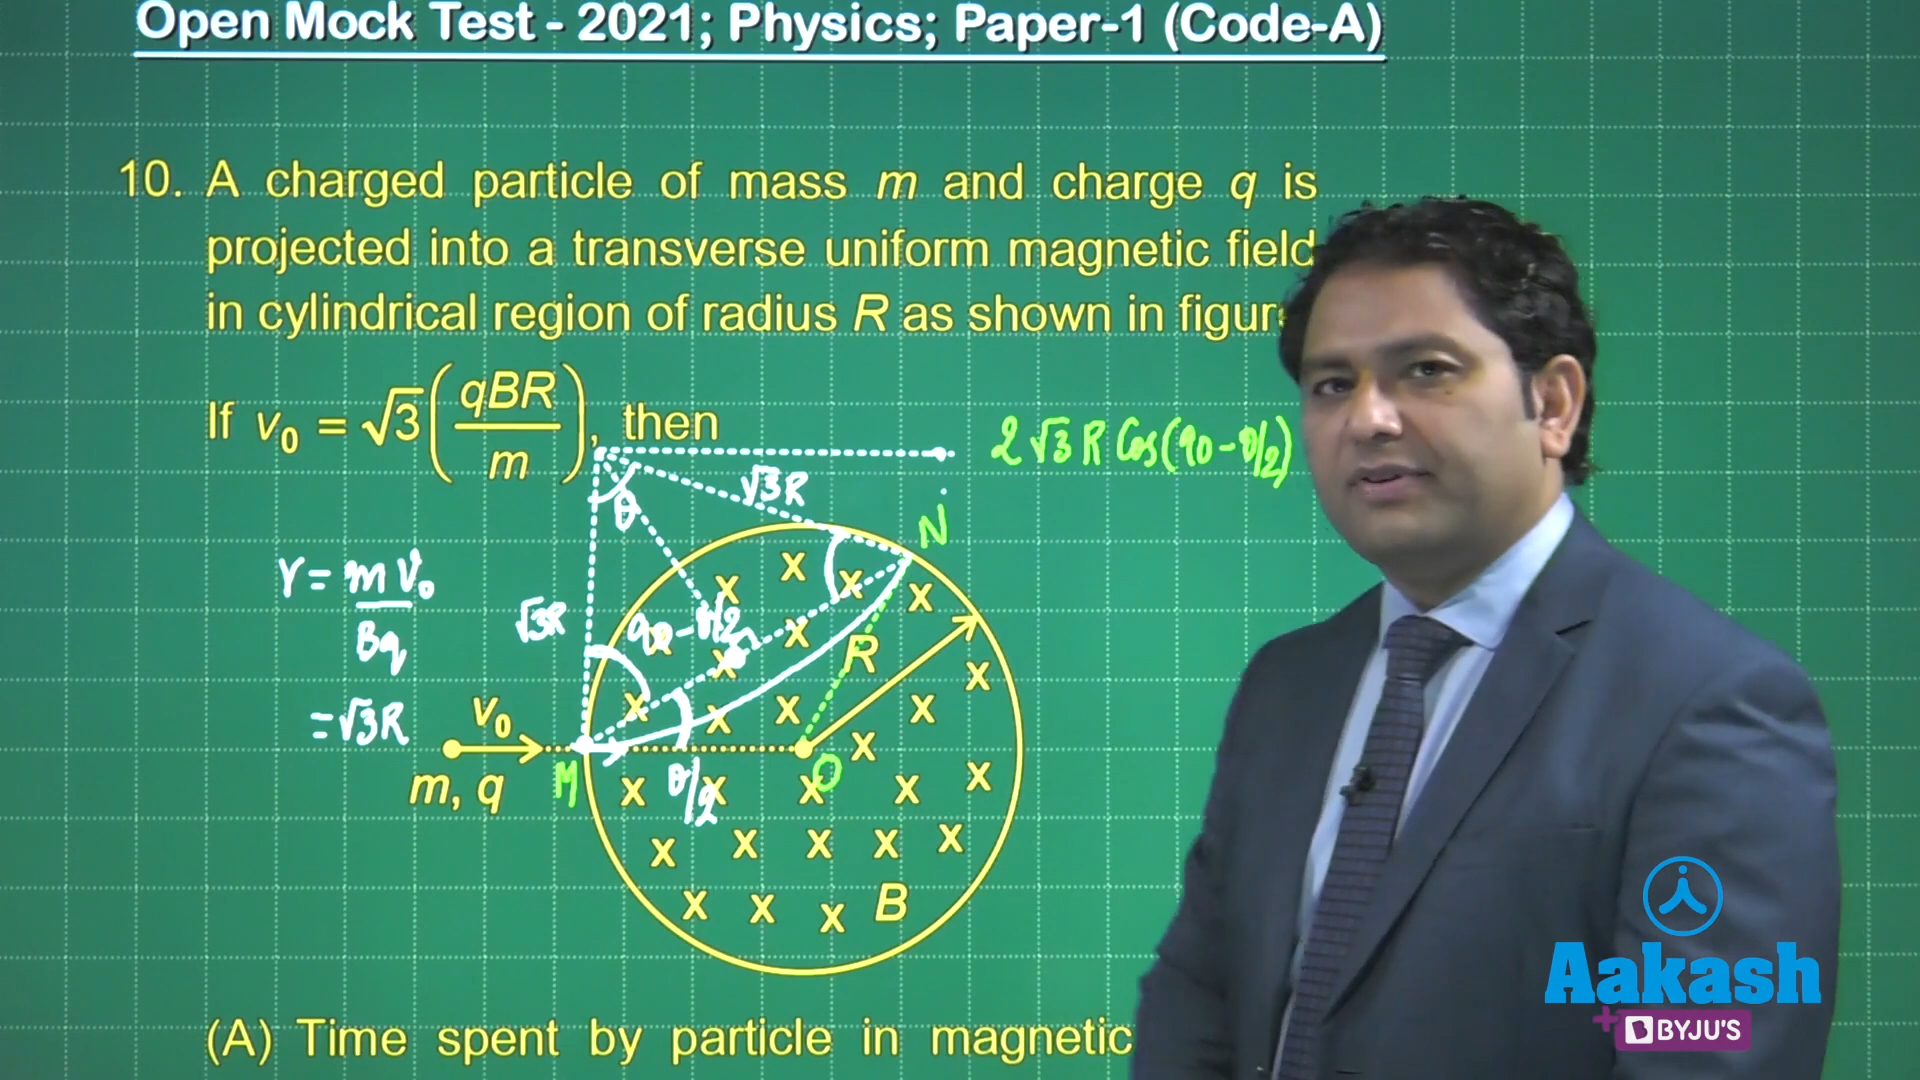 Open Mock Test - 2021; Physics; Paper-1 (Code-A)
10. A charged particle of mass m and charge q is
projected into a transverse uniform magnetic field
in cylindrical region of radius R as shown in figure
If v₀ = √3(qBR/m), then
2√3 R Cos(90-θ/2)
√3R
θ
N
r = mV₀/Bq
√3R
90-θ/2
R
= √3R
v₀
m, q
M
θ/2
O
B
(A) Time spent by particle in magnetic
Aakash
+ B BYJU'S